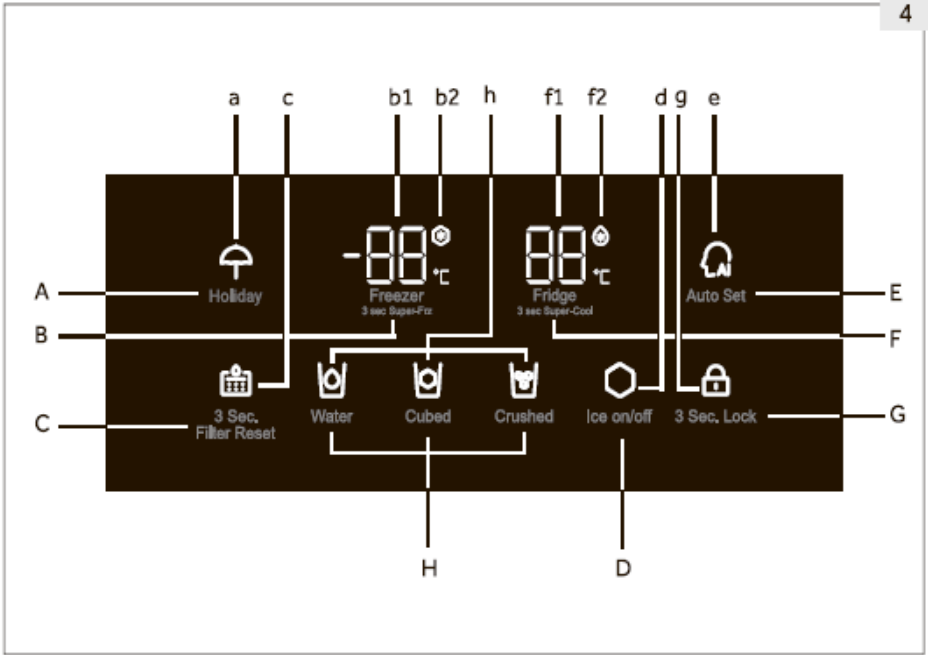 4
a c b1 b2 h f1 f2 d g e
-88 °C 88 °C AI
A Holiday Freezer Fridge Auto Set E
3 sec Super-Frz 3 sec Super-Cool
B F
3 Sec. Water Cubed Crushed Ice on/off 3 Sec. Lock G
C Filter Reset
H D